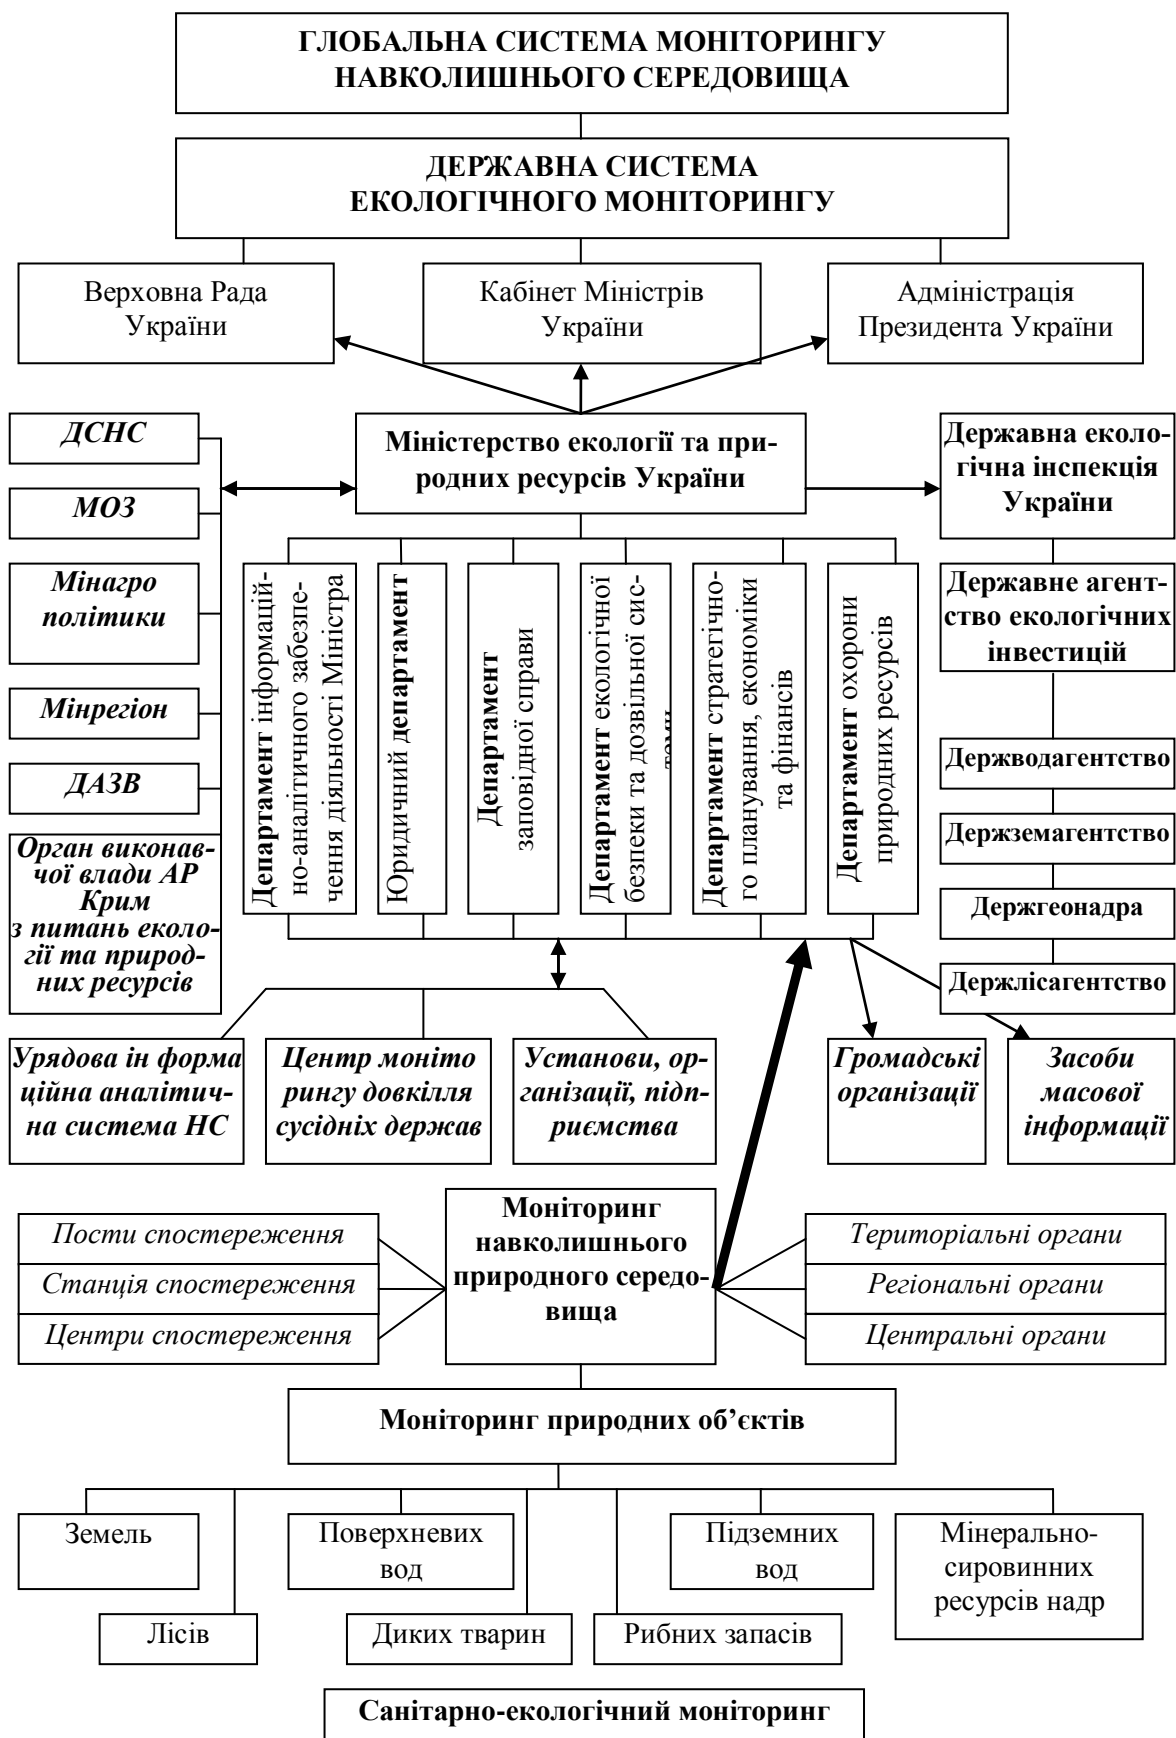 ГЛОБАЛЬНА СИСТЕМА МОНІТОРИНГУ
НАВКОЛИШНЬОГО СЕРЕДОВИЩА
ДЕРЖАВНА СИСТЕМА
ЕКОЛОГІЧНОГО МОНІТОРИНГУ
Верховна Рада
України
Кабінет Міністрів
України
Адміністрація
Президента України
ДСНС
МОЗ
Мінагро
політики
Мінрегіон
ДАЗВ
Орган виконав-
чої влади АР
Крим
з питань еколо-
гії та природ-
них ресурсів
Міністерство екології та при-
родних ресурсів України
Державна еколо-
гічна інспекція
України
Державне агент-
ство екологічних
інвестицій
Держводагентство
Держземагентство
Держгеонадра
Держлісагентство
Департамент інформацій-
но-аналітичного забезпе-
чення діяльності Міністра
Юридичний департамент
Департамент
заповідної справи
Департамент екологічної
безпеки та дозвільної сис-
теми
Департамент стратегічно-
го планування, економіки
та фінансів
Департамент охорони
природних ресурсів
Урядова ін форма
ційна аналітич-
на система НС
Центр моніто
рингу довкілля
сусідніх держав
Установи, ор-
ганізації, підп-
риємства
Громадські
організації
Засоби
масової
інформації
Пости спостереження
Станція спостереження
Центри спостереження
Моніторинг
навколишнього
природного середо-
вища
Територіальні органи
Регіональні органи
Центральні органи
Моніторинг природних об’єктів
Земель
Поверхневих
вод
Підземних
вод
Мінерально-
сировинних
ресурсів надр
Лісів
Диких тварин
Рибних запасів
Санітарно-екологічний моніторинг